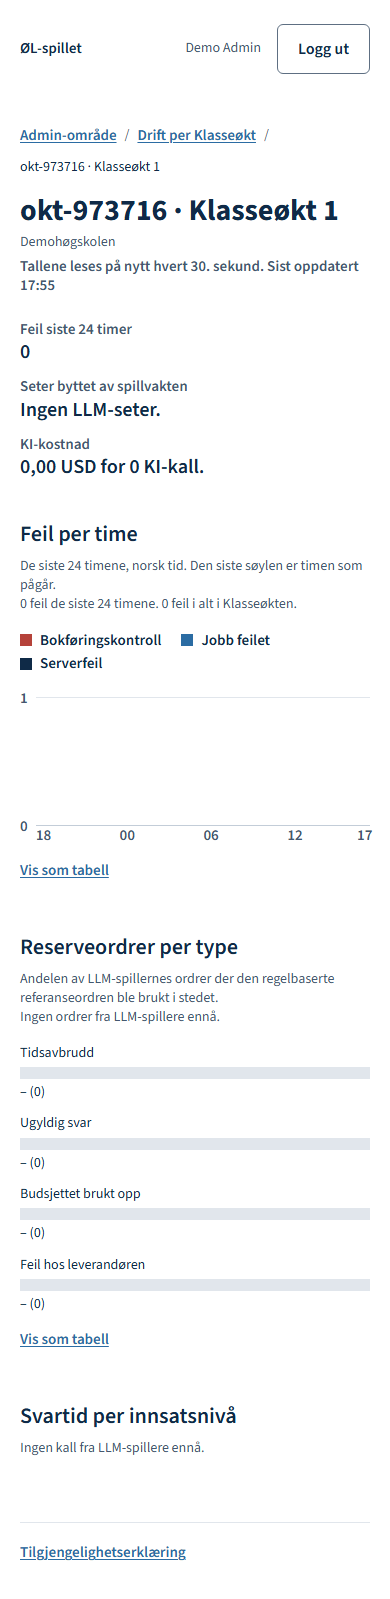 ØL-spillet
Demo Admin
Logg ut
Admin-område / Drift per Klasseøkt /
okt-973716 · Klasseøkt 1
okt-973716 · Klasseøkt 1
Demohøgskolen
Tallene leses på nytt hvert 30. sekund. Sist oppdatert
17:55
Feil siste 24 timer
0
Seter byttet av spillvakten
Ingen LLM-seter.
KI-kostnad
0,00 USD for 0 KI-kall.
Feil per time
De siste 24 timene, norsk tid. Den siste søylen er timen som
pågår.
0 feil de siste 24 timene. 0 feil i alt i Klasseøkten.
Bokføringskontroll
Jobb feilet
Serverfeil
1
0
18 00 06 12 17
Vis som tabell
Reserveordrer per type
Andelen av LLM-spillernes ordrer der den regelbaserte
referanseordren ble brukt i stedet.
Ingen ordrer fra LLM-spillere ennå.
Tidsavbrudd
– (0)
Ugyldig svar
– (0)
Budsjettet brukt opp
– (0)
Feil hos leverandøren
– (0)
Vis som tabell
Svartid per innsatsnivå
Ingen kall fra LLM-spillere ennå.
Tilgjengelighetserklæring